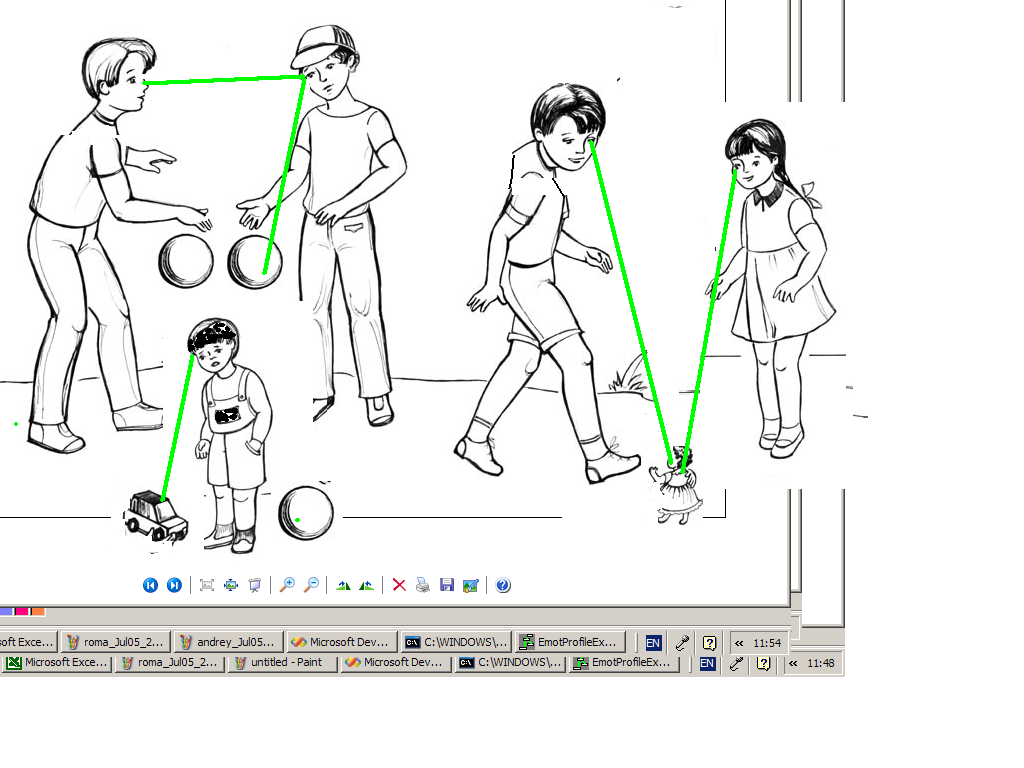 soft Exce... roma_Jul05_2... andrey_Jul05... Microsoft Dev... C:\WINDOWS\... EmotProfileEx... EN « 11:54
Microsoft Exce... roma_Jul05_2... untitled - Paint Microsoft Dev... C:\WINDOWS\... EmotProfileEx... EN « 11:48